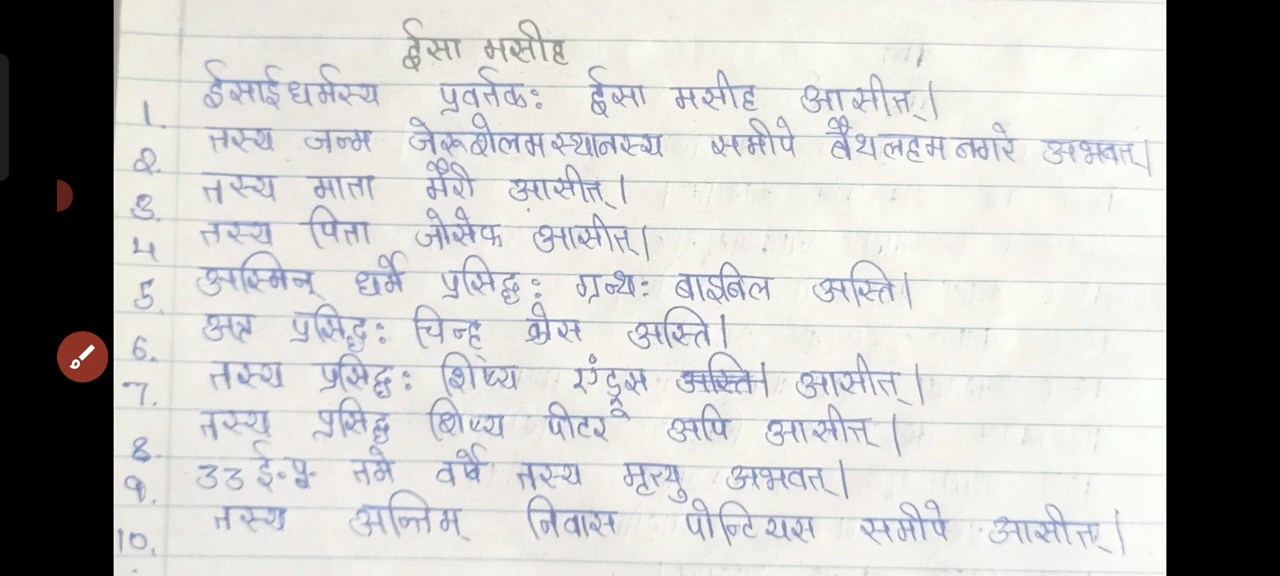 ईसा मसीह
1. ईसाईधर्मस्य प्रवर्तकः ईसा मसीह आसीत्।
2. तस्य जन्म जेरूशेलमस्थानस्य समीपे बैथलहमनगरे अभवत्।
3. तस्य माता मैरी आसीत्।
4 तस्य पिता जोसेफ आसीत्।
5. अस्मिन् धर्मे प्रसिद्धः ग्रन्थः बाइबिल अस्ति।
6. अत्र प्रसिद्धः चिन्ह् क्रोस अस्ति।
7. तस्य प्रसिद्धः शिष्य एंड्रूस अस्ति। आसीत्।
8. तस्य प्रसिद्ध शिष्य पीटर अपि आसीत्।
9. 33 ई.पू. तमे वर्षे तस्य मृत्यु अभवत्।
10. तस्य अन्तिम् निवास पोन्टियस समीपे आसीत्।